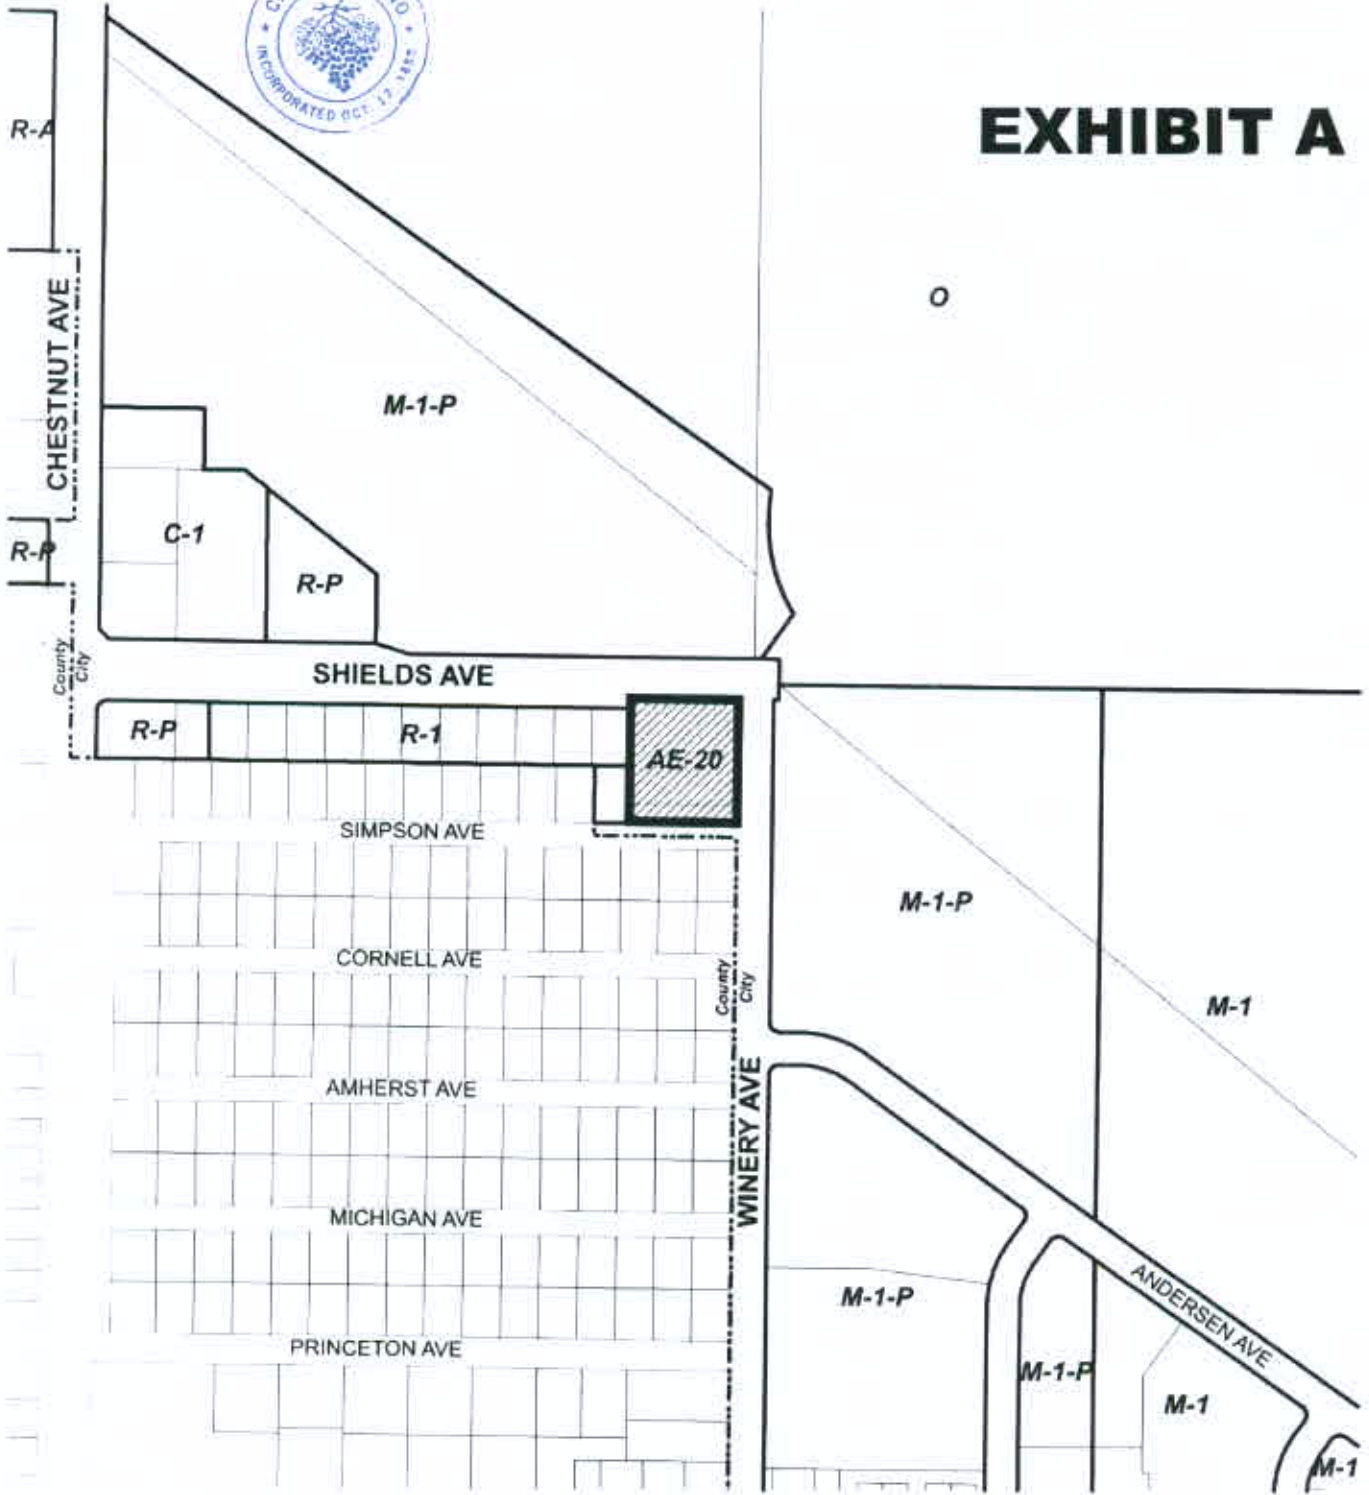 INCORPORATED OCT. 12, 1885
EXHIBIT A
R-A
O
CHESTNUT AVE
M-1-P
C-1
R-P
R-P
County
City
SHIELDS AVE
R-P
R-1
AE-20
SIMPSON AVE
M-1-P
CORNELL AVE
County
City
M-1
AMHERST AVE
WINERY AVE
MICHIGAN AVE
M-1-P
ANDERSEN AVE
PRINCETON AVE
M-1-P
M-1
M-1